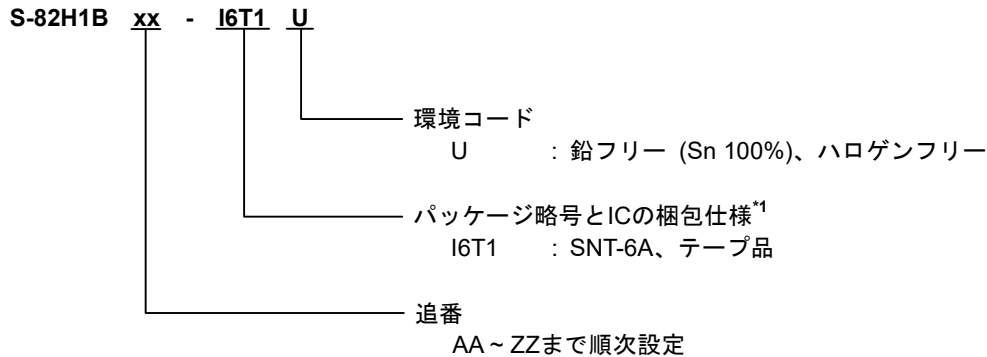 S-82H1B xx - I6T1 U
環境コード
U : 鉛フリー (Sn 100%)、ハロゲンフリー
パッケージ略号とICの梱包仕様*1
I6T1 : SNT-6A、テープ品
追番
AA ~ ZZまで順次設定